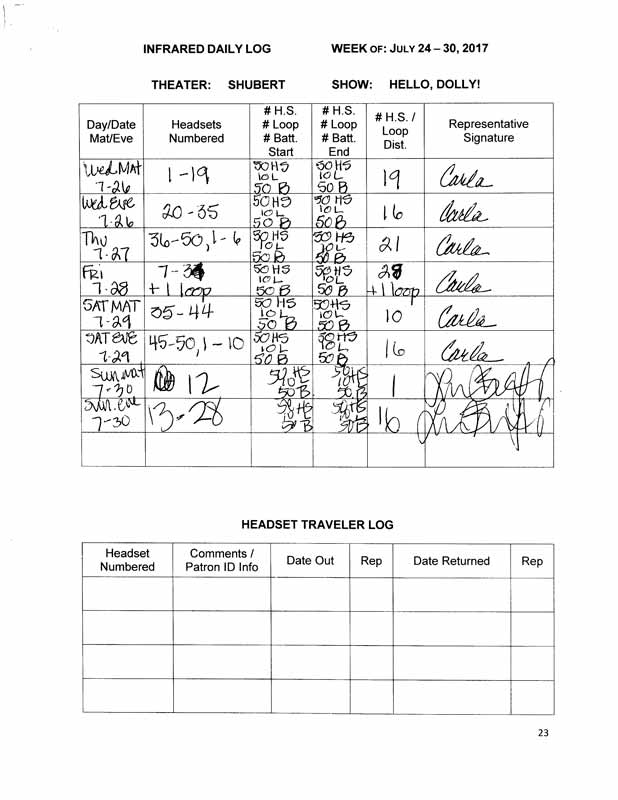 INFRARED DAILY LOG WEEK OF: JULY 24 – 30, 2017
THEATER: SHUBERT SHOW: HELLO, DOLLY!
Day/Date Mat/Eve Headsets Numbered # H.S. # Loop # Batt. Start # H.S. # Loop # Batt. End # H.S. / Loop Dist. Representative Signature
Wed MAT 7-26 1-19 50 HS 10 L 50 B 50 HS 10 L 50 B 19 Carla
Wed Eve 7-26 20-35 50 HS 10 L 50 B 50 HS 10 L 50 B 16 Carla
Thu 7-27 36-50, 1-6 50 HS 10 L 50 B 50 HS 10 L 50 B 21 Carla
FRI 7-28 7-34 +1 loop 50 HS 10 L 50 B 50 HS 10 L 50 B 28 +1 loop Carla
SAT MAT 7-29 35-44 50 HS 10 L 50 B 50 HS 10 L 50 B 10 Carla
SAT EVE 7-29 45-50, 1-10 50 HS 10 L 50 B 50 HS 10 L 50 B 16 Carla
Sun mat 7-30 12 50 HS 10 L 50 B 50 HS 10 L 50 B 1
Sun. eve 7-30 13-28 50 HS 10 L 50 B 50 HS 10 L 50 B 16
HEADSET TRAVELER LOG
Headset Numbered Comments / Patron ID Info Date Out Rep Date Returned Rep
23